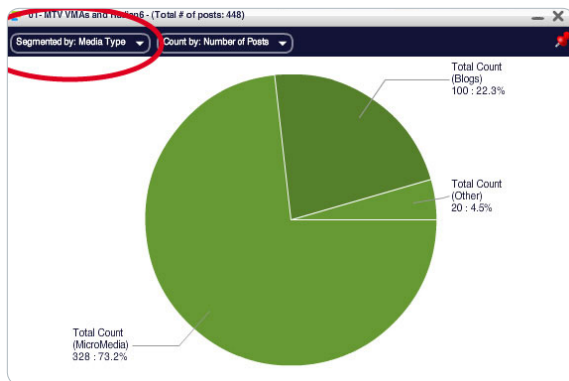 01- MTV VMAs and Radian6 - (Total # of posts: 448)
Segmented by: Media Type
Count by: Number of Posts
Total Count
(Blogs)
100 : 22.3%
Total Count
(Other)
20 : 4.5%
Total Count
(MicroMedia)
328 : 73.2%